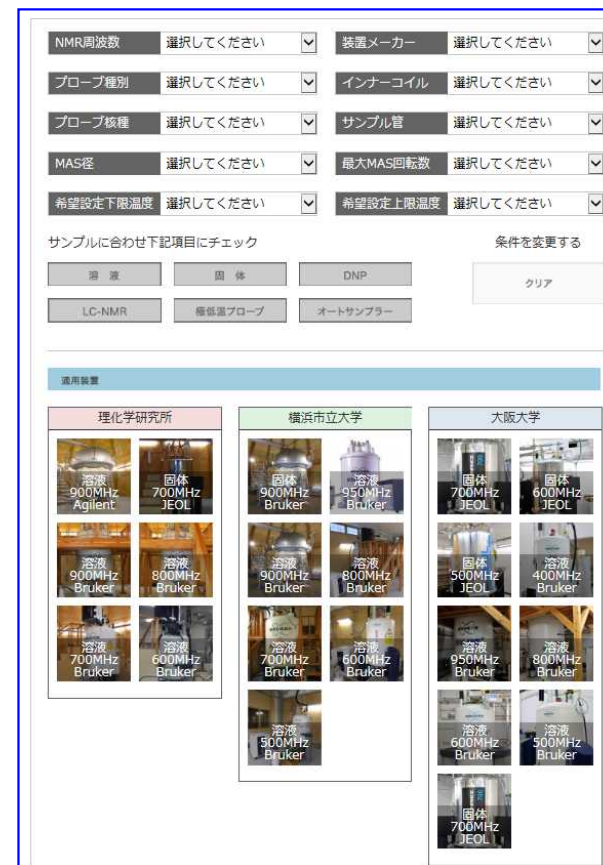 NMR周波数 選択してください 装置メーカー 選択してください
プローブ種別 選択してください インナーコイル 選択してください
プローブ核種 選択してください サンプル管 選択してください
MAS径 選択してください 最大MAS回転数 選択してください
希望設定下限温度 選択してください 希望設定上限温度 選択してください
サンプルに合わせ下記項目にチェック 条件を変更する
溶 液 固 体 DNP
クリア
LC-NMR 極低温プローブ オートサンプラー
適用装置
理化学研究所
溶液
900MHz
Agilent
固体
700MHz
JEOL
溶液
900MHz
Bruker
溶液
800MHz
Bruker
溶液
700MHz
Bruker
溶液
600MHz
Bruker
横浜市立大学
固体
900MHz
Bruker
溶液
950MHz
Bruker
溶液
900MHz
Bruker
溶液
800MHz
Bruker
溶液
700MHz
Bruker
溶液
600MHz
Bruker
溶液
500MHz
Bruker
大阪大学
固体
700MHz
JEOL
固体
600MHz
JEOL
固体
500MHz
JEOL
溶液
400MHz
Bruker
溶液
950MHz
Bruker
溶液
800MHz
Bruker
溶液
600MHz
Bruker
溶液
500MHz
Bruker
固体
700MHz
JEOL